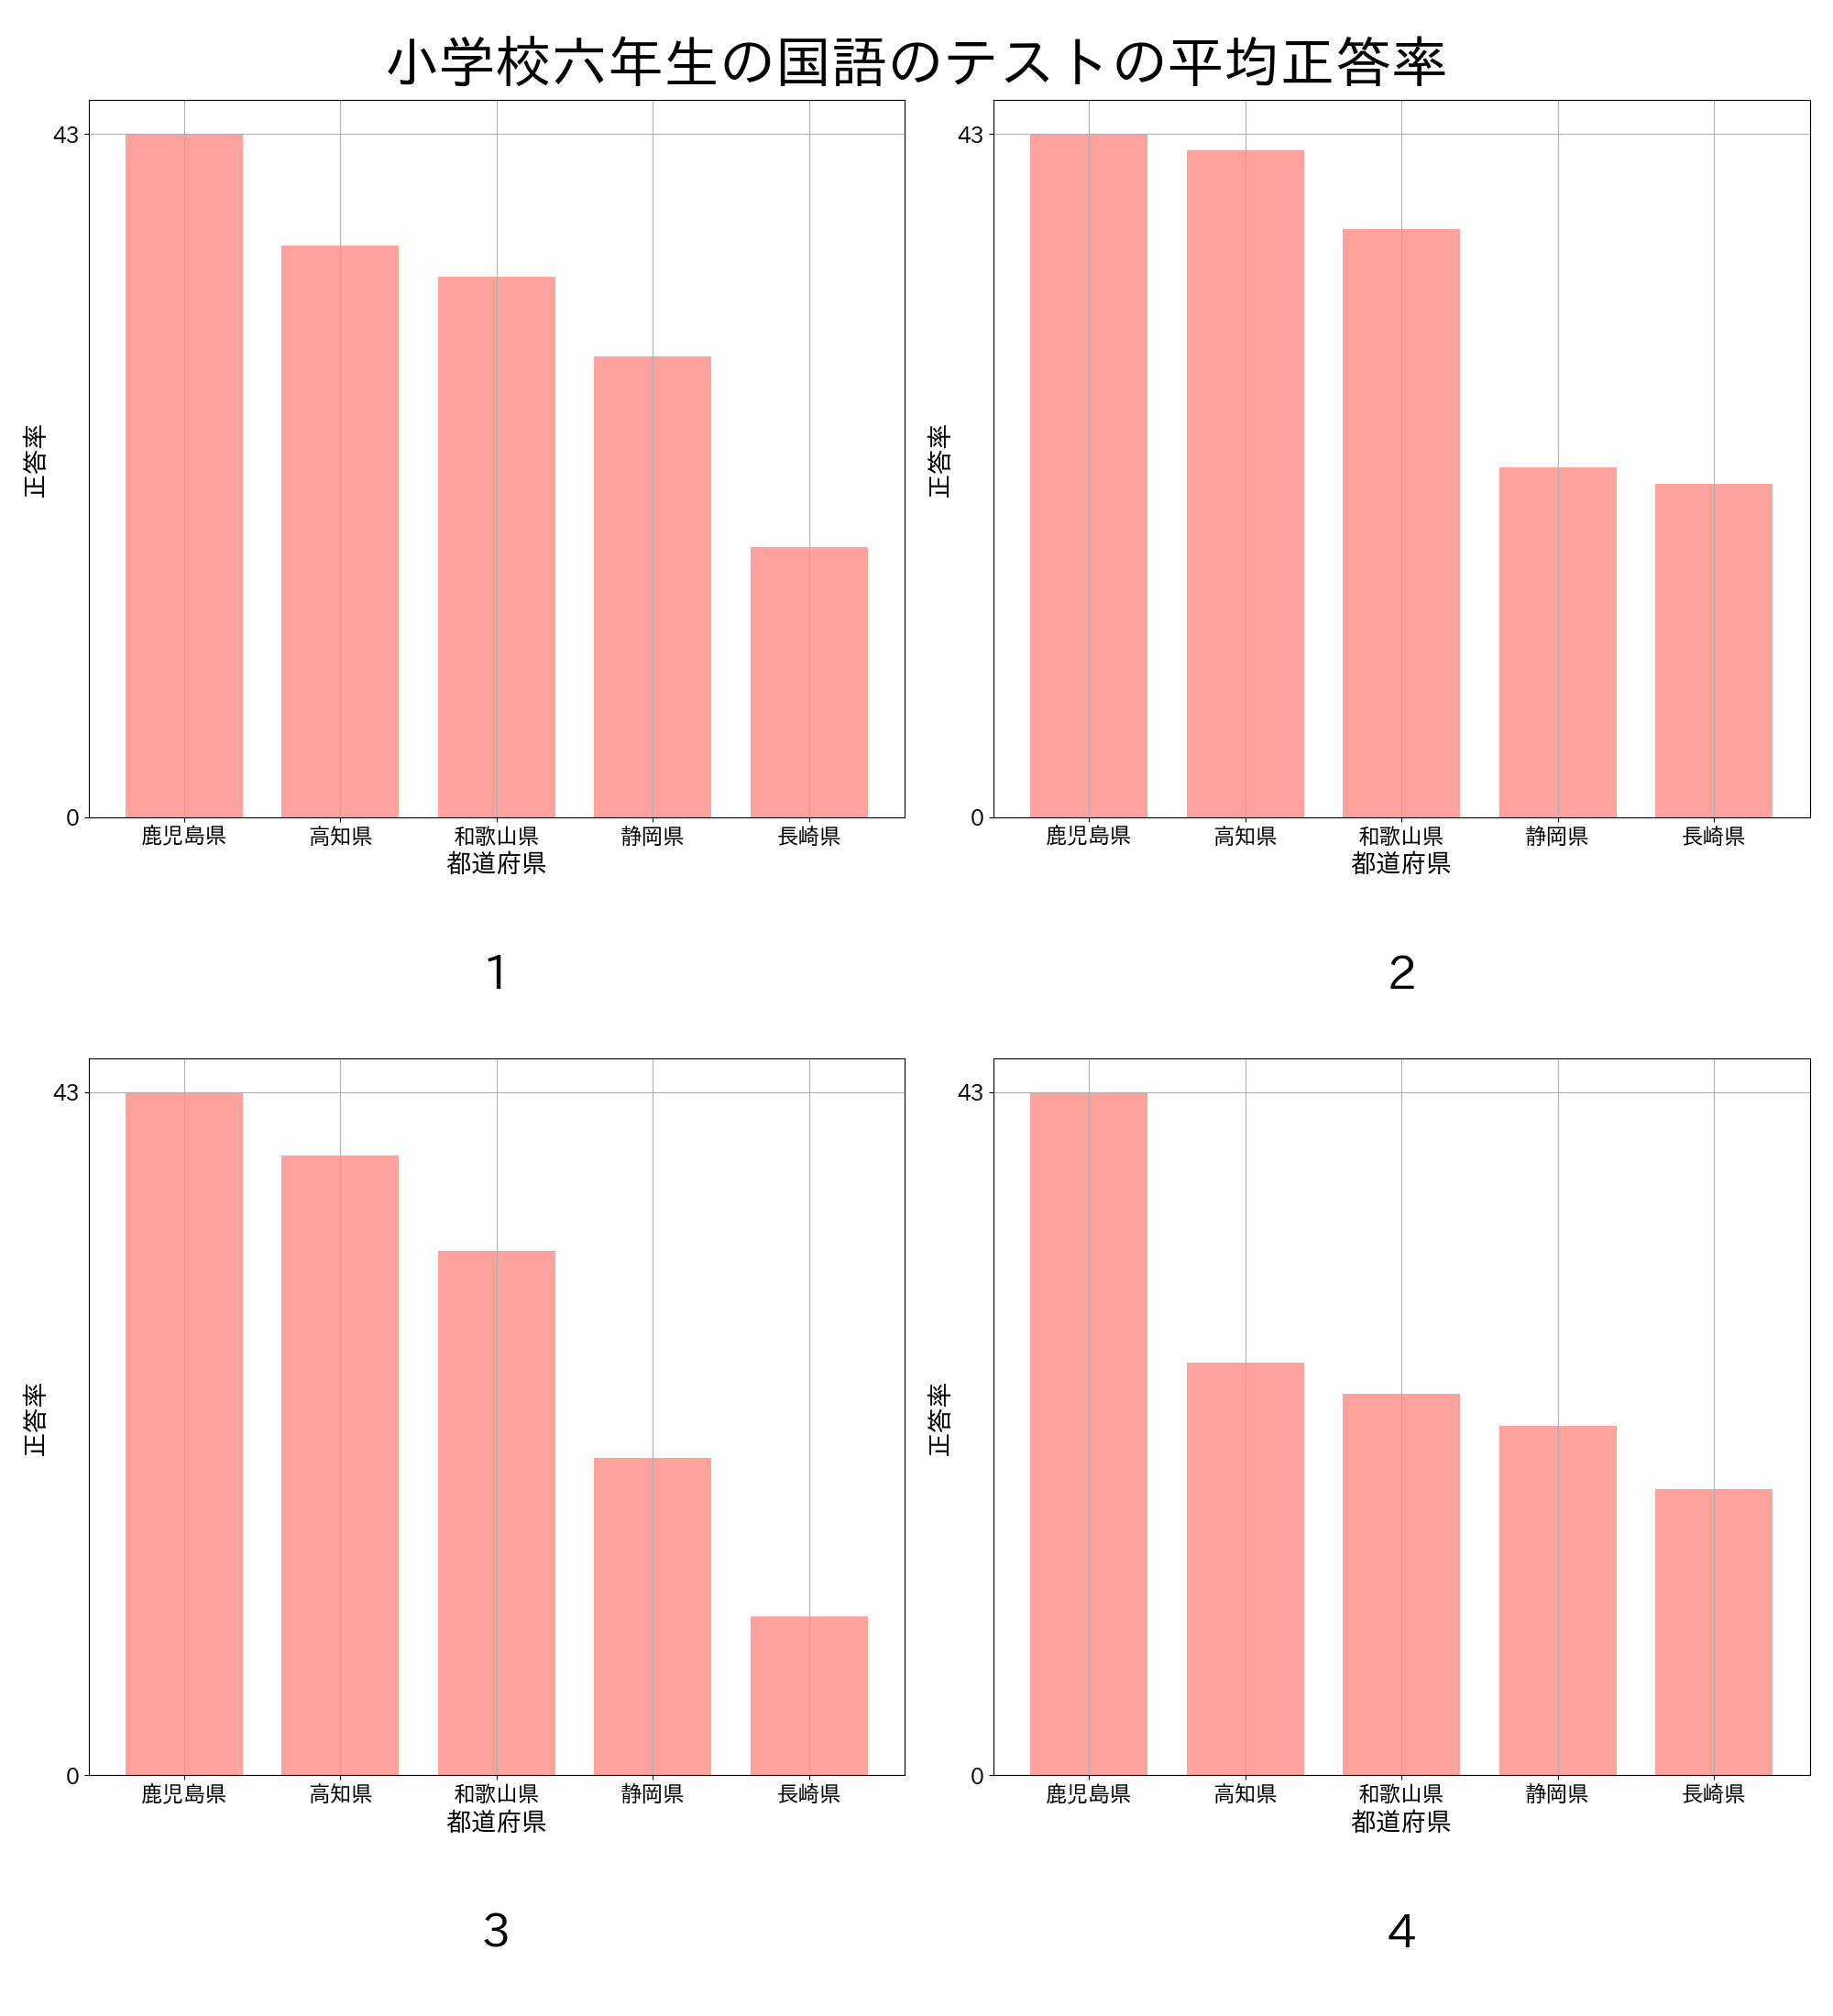 小学校六年生の国語のテストの平均正答率
43
0
正答率
鹿児島県 高知県 和歌山県 静岡県 長崎県
都道府県
1
43
0
正答率
鹿児島県 高知県 和歌山県 静岡県 長崎県
都道府県
2
43
0
正答率
鹿児島県 高知県 和歌山県 静岡県 長崎県
都道府県
3
43
0
正答率
鹿児島県 高知県 和歌山県 静岡県 長崎県
都道府県
4